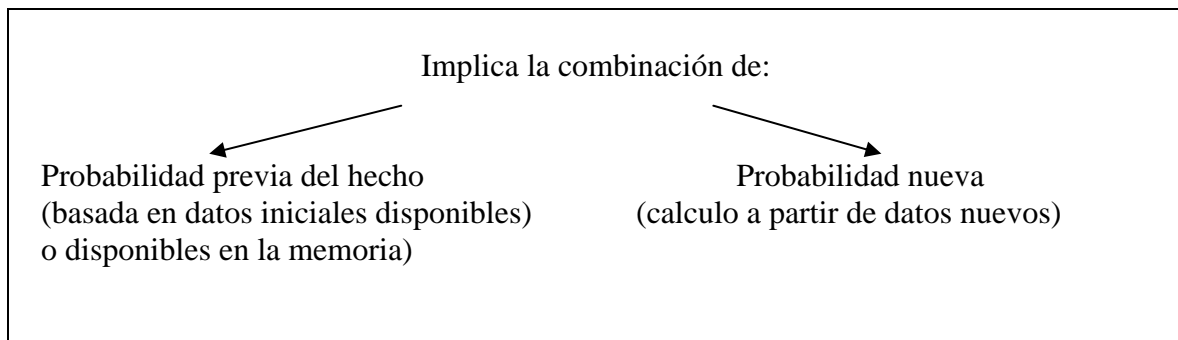 Implica la combinación de:
Probabilidad previa del hecho
(basada en datos iniciales disponibles)
o disponibles en la memoria)
Probabilidad nueva
(calculo a partir de datos nuevos)